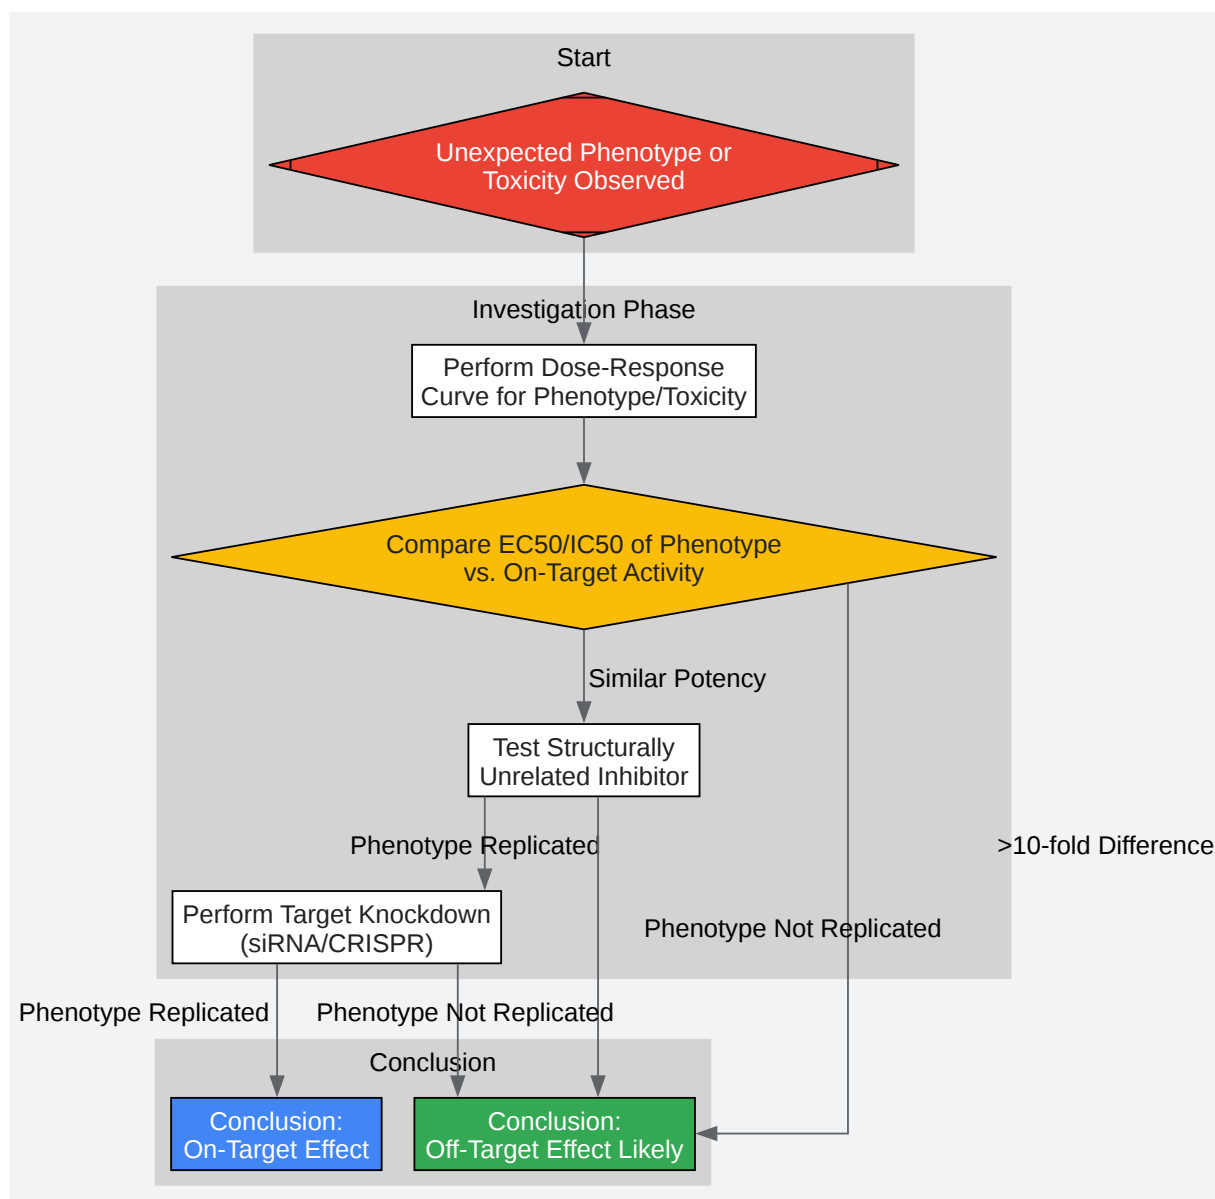 Start
Unexpected Phenotype or
Toxicity Observed
Investigation Phase
Perform Dose-Response
Curve for Phenotype/Toxicity
Compare EC50/IC50 of Phenotype
vs. On-Target Activity
Similar Potency
Test Structurally
Unrelated Inhibitor
Phenotype Replicated
>10-fold Difference
Perform Target Knockdown
(siRNA/CRISPR)
Phenotype Not Replicated
Phenotype Replicated
Phenotype Not Replicated
Conclusion
Conclusion:
On-Target Effect
Conclusion:
Off-Target Effect Likely